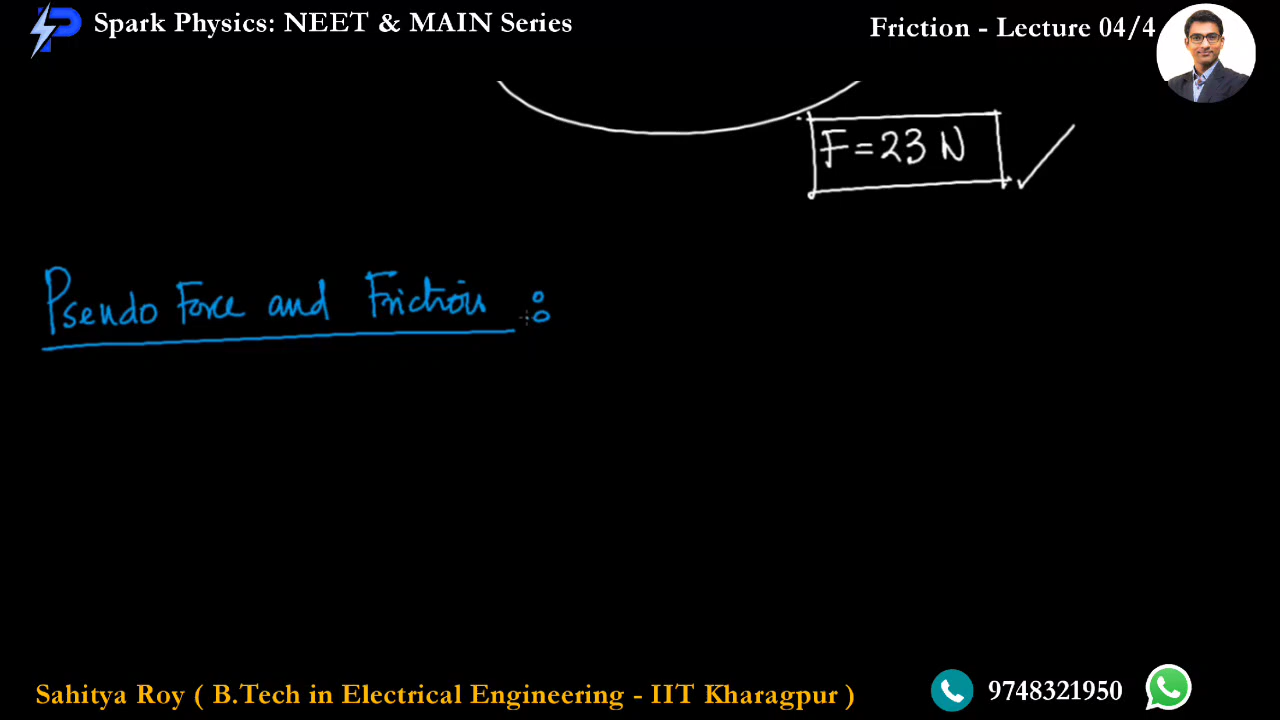 Spark Physics: NEET & MAIN Series
Friction - Lecture 04/4
F = 23 N
Psendo Force and Friction :
Sahitya Roy ( B.Tech in Electrical Engineering - IIT Kharagpur )
9748321950